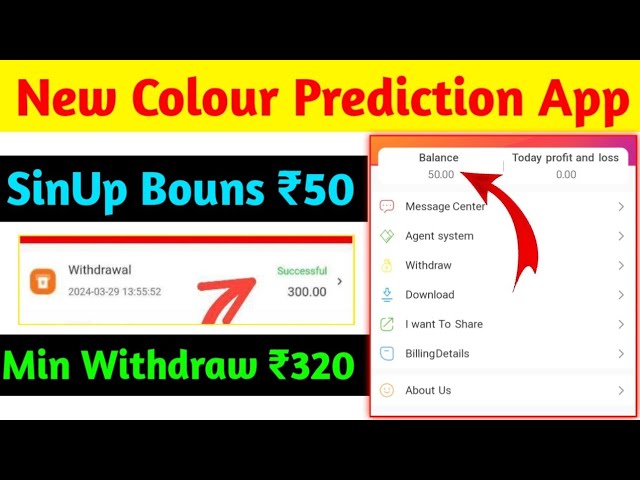 New Colour Prediction App
SinUp Bouns ₹50
Withdrawal
Successful
2024-03-29 13:55:52
300.00
Min Withdraw ₹320
Balance
Today profit and loss
50.00
0.00
Message Center
Agent system
Withdraw
Download
I want To Share
BillingDetails
About Us